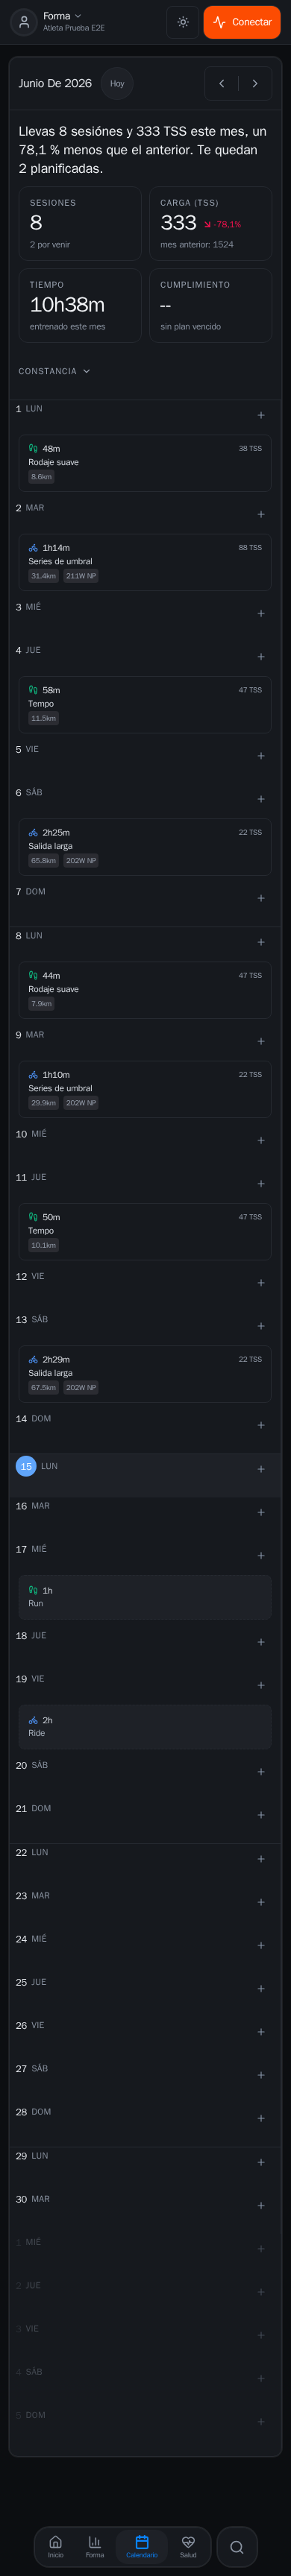 Forma
Atleta Prueba E2E
Conectar
Junio De 2026
Hoy
Llevas 8 sesiónes y 333 TSS este mes, un
78,1 % menos que el anterior. Te quedan
2 planificadas.
SESIONES
8
2 por venir
CARGA (TSS)
333 -78,1%
mes anterior: 1524
TIEMPO
10h38m
entrenado este mes
CUMPLIMIENTO
--
sin plan vencido
CONSTANCIA
1 LUN
+
48m 38 TSS
Rodaje suave
8.6km
2 MAR
+
1h14m 88 TSS
Series de umbral
31.4km 211W NP
3 MIÉ
+
4 JUE
+
58m 47 TSS
Tempo
11.5km
5 VIE
+
6 SÁB
+
2h25m 22 TSS
Salida larga
65.8km 202W NP
7 DOM
+
8 LUN
+
44m 47 TSS
Rodaje suave
7.9km
9 MAR
+
1h10m 22 TSS
Series de umbral
29.9km 202W NP
10 MIÉ
+
11 JUE
+
50m 47 TSS
Tempo
10.1km
12 VIE
+
13 SÁB
+
2h29m 22 TSS
Salida larga
67.5km 202W NP
14 DOM
+
15 LUN
+
16 MAR
+
17 MIÉ
+
1h
Run
18 JUE
+
19 VIE
+
2h
Ride
20 SÁB
+
21 DOM
+
22 LUN
+
23 MAR
+
24 MIÉ
+
25 JUE
+
26 VIE
+
27 SÁB
+
28 DOM
+
29 LUN
+
30 MAR
+
1 MIÉ
+
2 JUE
+
3 VIE
+
4 SÁB
+
5 DOM
+
Inicio
Forma
Calendario
Salud